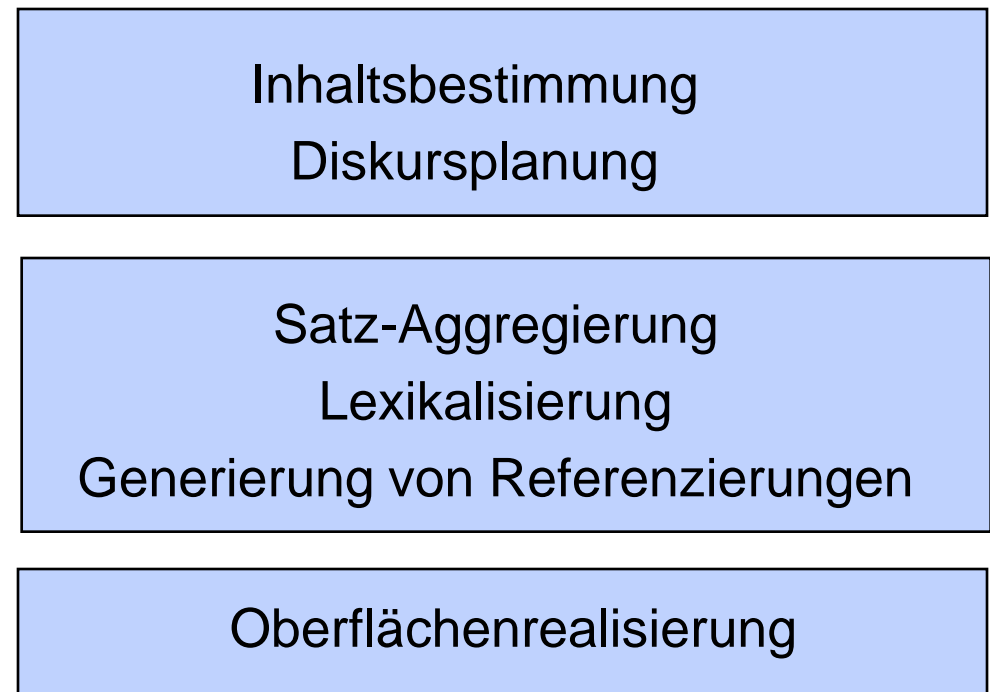 Inhaltsbestimmung
Diskursplanung
Satz-Aggregierung
Lexikalisierung
Generierung von Referenzierungen
Oberflächenrealisierung